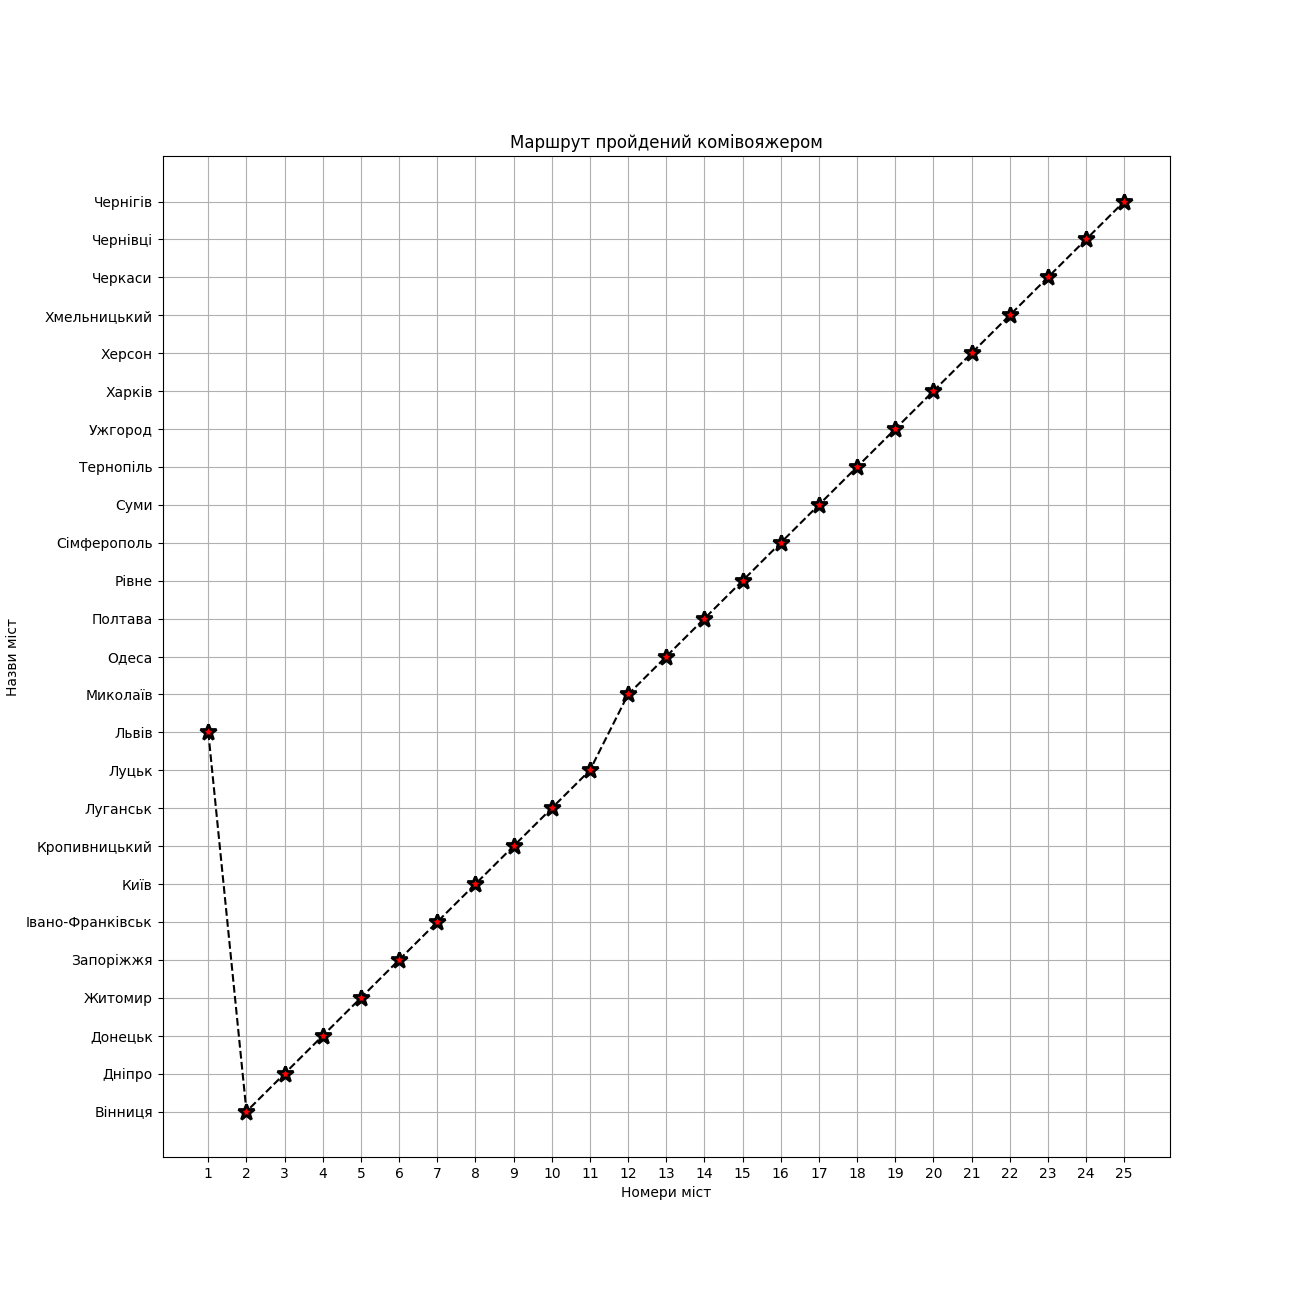 Маршрут пройдений комівояжером
Назви міст
Чернігів
Чернівці
Черкаси
Хмельницький
Херсон
Харків
Ужгород
Тернопіль
Суми
Сімферополь
Рівне
Полтава
Одеса
Миколаїв
Львів
Луцьк
Луганськ
Кропивницький
Київ
Івано-Франківськ
Запоріжжя
Житомир
Донецьк
Дніпро
Вінниця
1 2 3 4 5 6 7 8 9 10 11 12 13 14 15 16 17 18 19 20 21 22 23 24 25
Номери міст